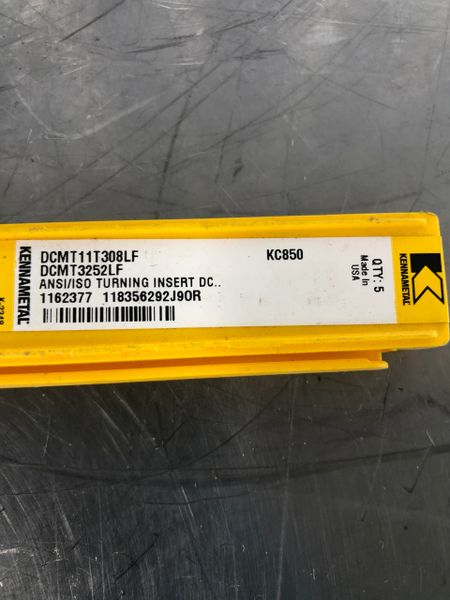 KENNAMETAL
DCMT11T308LF
DCMT3252LF
ANSI/ISO TURNING INSERT DC..
1162377 118356292J90R
KC850
QTY: 5
Made In
USA
KENNAMETAL